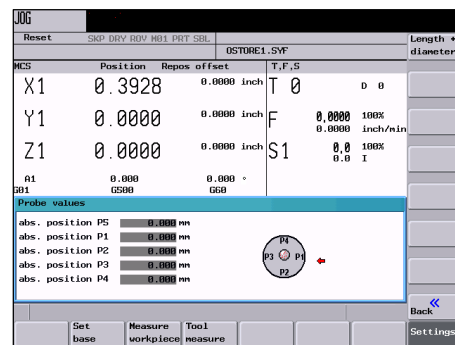 JOG
Reset SKP DRY ROV M01 PRT SBL
OSTORE1.SYF
Length +
diameter
MCS Position Repos offset T,F,S
X1 0.3928 0.0000 inch T 0 D 0
Y1 0.0000 0.0000 inch F 0,0000 100%
0.0000 inch/min
Z1 0.0000 0.0000 inch S1 0,0 100%
0.0 I
A1 0.000 0.000 °
G01 G500 G60
Probe values
abs. position P5 0.000 mm
abs. position P1 0.000 mm
abs. position P2 0.000 mm
abs. position P3 0.000 mm
abs. position P4 0.000 mm
P4
P3 P1
P2
«
Back
Set base
Measure workpiece
Tool measure
Settings